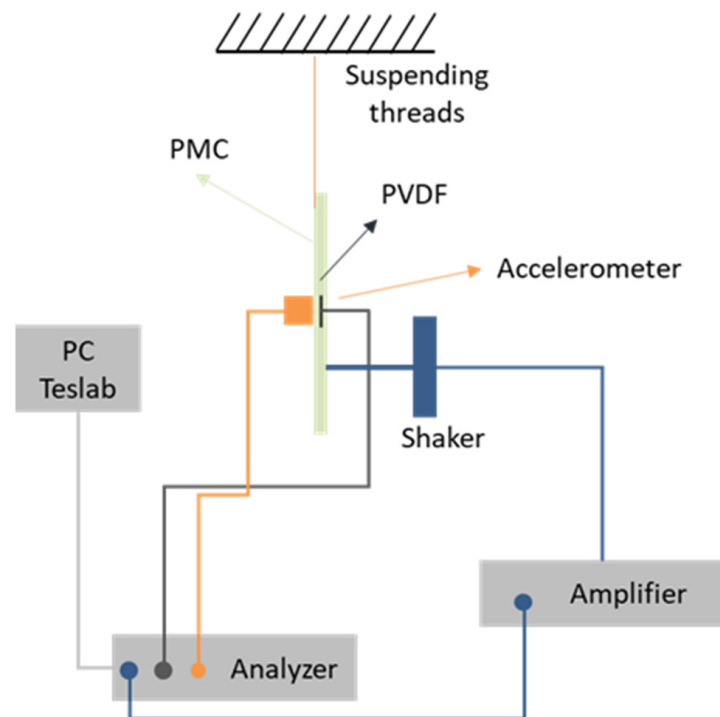 Suspending
threads
PMC
PVDF
Accelerometer
PC
Teslab
Shaker
Amplifier
Analyzer